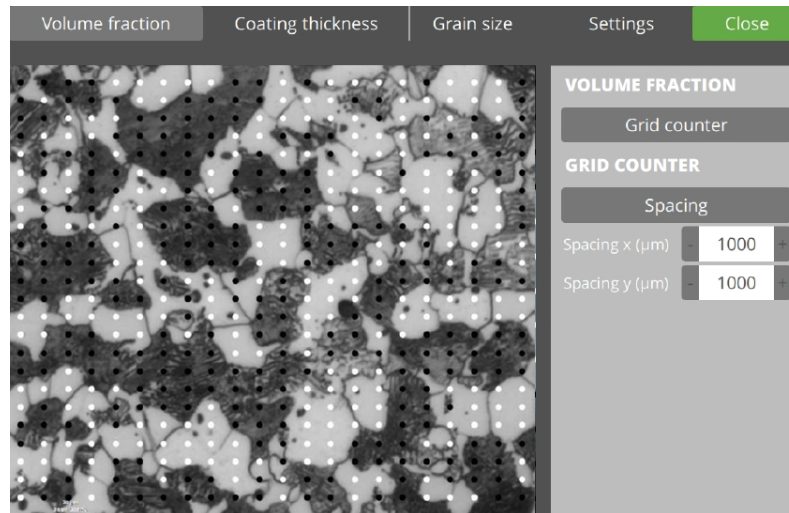 Volume fraction
Coating thickness
Grain size
Settings
Close
VOLUME FRACTION
Grid counter
GRID COUNTER
Spacing
Spacing x (µm) - 1000 +
Spacing y (µm) - 1000 +